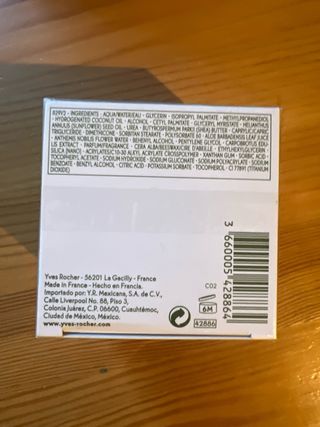 829V2 - INGREDIENTS : AQUA/WATER/EAU - GLYCERIN - ISOPROPYL PALMITATE - METHYLPROPANEDIOL
- HYDROGENATED COCONUT OIL - ALCOHOL - CETYL PALMITATE - GLYCERYL MYRISTATE - HELIANTHUS
ANNUUS (SUNFLOWER) SEED OIL - UREA - BUTYROSPERMUM PARKII (SHEA) BUTTER - CAPRYLIC/CAPRIC
TRIGLYCERIDE - DIMETHICONE - SORBITAN STEARATE - POLYSORBATE 60 - ALOE BARBADENSIS LEAF JUICE
- ANTHEMIS NOBILIS FLOWER WATER - BEHENYL ALCOHOL - PENTYLENE GLYCOL -
EXTRACT - PARFUM/FRAGRANCE - CERA ALBA/BEESWAX/CIRE D'ABEILLE - ETHYLHEXYLGLYCERIN -
SILICA [NANO] - ACRYLATES/C10-30 ALKYL ACRYLATE CROSSPOLYMER - XANTHAN GUM - SORBIC ACID -
TOCOPHERYL ACETATE - SODIUM HYDROXIDE - SODIUM GLUCONATE - SODIUM POLYACRYLATE - SODIUM
BENZOATE - BENZYL ALCOHOL - CITRIC ACID - POTASSIUM SORBATE - TOCOPHEROL - CI 77891 (TITANIUM
DIOXIDE)
Yves Rocher - 56201 La Gacilly - France
Made in France - Hecho en Francia.
Importado por: Y.R. Mexicana, S.A. de C.V.,
Calle Liverpool No. 88, Piso 3,
Colonia Juárez, C.P. 06600, Cuauhtémoc,
Ciudad de México, México.
www.yves-rocher.com
C02
6M
42886
3 660005 428864